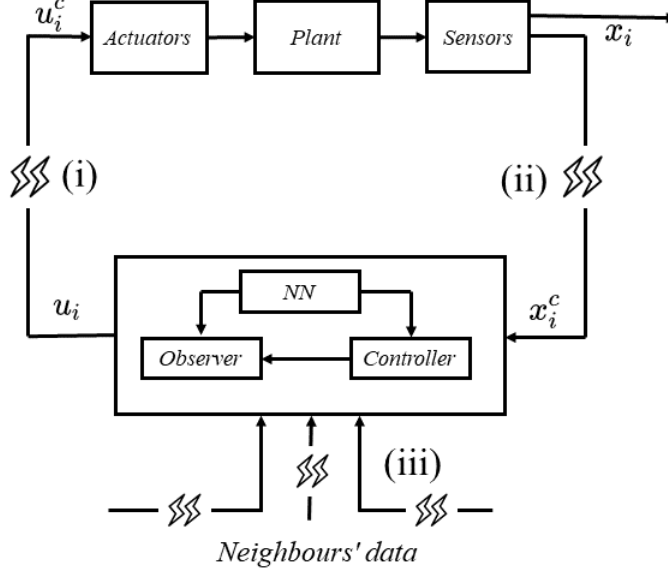 u_i^c
Actuators
Plant
Sensors
x_i
(i)
(ii)
u_i
NN
x_i^c
Observer
Controller
(iii)
Neighbours' data